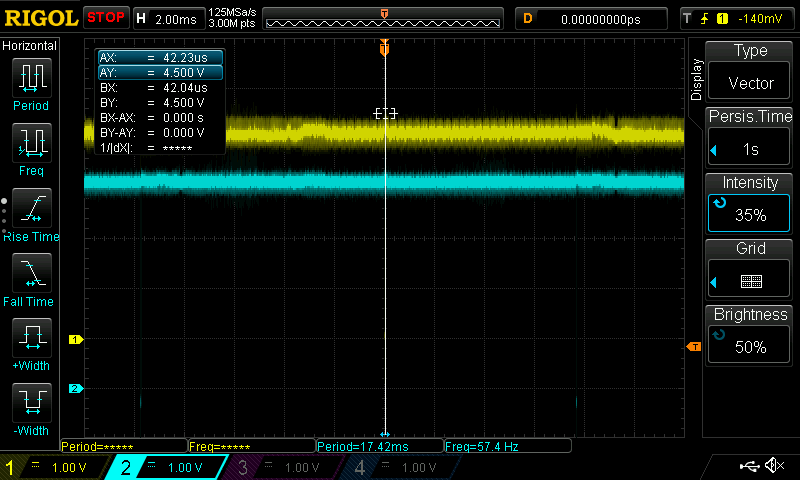 RIGOL STOP H 2.00ms 125MSa/s 3.00M pts T D 0.00000000ps T 1 -140mV
Horizontal
Period
Freq
Rise Time
Fall Time
+Width
-Width
AX: = 42.23us
AY: = 4.500 V
BX: = 42.04us
BY: = 4.500 V
BX-AX: = 0.000 s
BY-AY: = 0.000 V
1/|dX|: = *****
T
1
2
T
Display
Type
Vector
Persis.Time
1s
Intensity
35%
Grid
Brightness
50%
Period=***** Freq=***** Period=17.42ms Freq=57.4 Hz
1 = 1.00 V 2 = 1.00 V 3 = 1.00 V 4 = 1.00 V